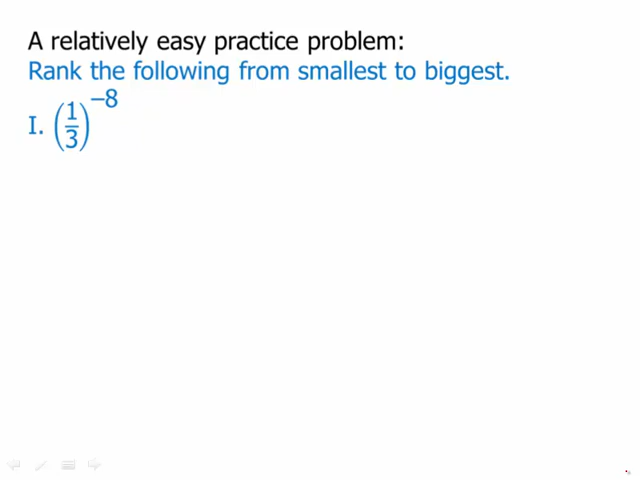 A relatively easy practice problem:
Rank the following from smallest to biggest.
I. (1/3)^–8